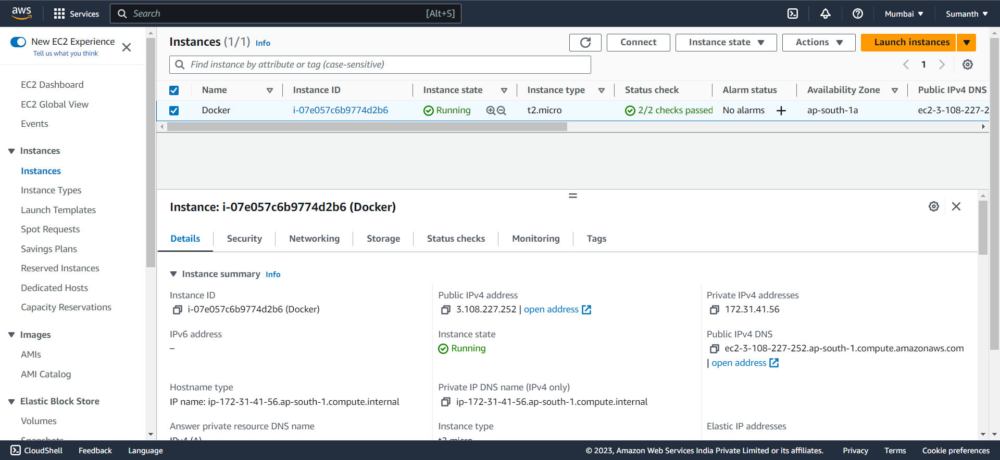 aws
Services
Search
[Alt+S]
Mumbai
Sumanth
New EC2 Experience
Tell us what you think
EC2 Dashboard
EC2 Global View
Events
Instances
Instances
Instance Types
Launch Templates
Spot Requests
Savings Plans
Reserved Instances
Dedicated Hosts
Capacity Reservations
Images
AMIs
AMI Catalog
Elastic Block Store
Volumes
Snapshots
Instances (1/1) Info
Connect
Instance state
Actions
Launch instances
Find instance by attribute or tag (case-sensitive)
1
Name Instance ID Instance state Instance type Status check Alarm status Availability Zone Public IPv4 DNS
Docker i-07e057c6b9774d2b6 Running t2.micro 2/2 checks passed No alarms + ap-south-1a ec2-3-108-227-2
Instance: i-07e057c6b9774d2b6 (Docker)
Details Security Networking Storage Status checks Monitoring Tags
Instance summary Info
Instance ID
i-07e057c6b9774d2b6 (Docker)
Public IPv4 address
3.108.227.252 | open address
Private IPv4 addresses
172.31.41.56
IPv6 address
–
Instance state
Running
Public IPv4 DNS
ec2-3-108-227-252.ap-south-1.compute.amazonaws.com
| open address
Hostname type
IP name: ip-172-31-41-56.ap-south-1.compute.internal
Private IP DNS name (IPv4 only)
ip-172-31-41-56.ap-south-1.compute.internal
Answer private resource DNS name
IPv4 (A)
Instance type
t2.micro
Elastic IP addresses
CloudShell
Feedback
Language
© 2023, Amazon Web Services India Private Limited or its affiliates.
Privacy
Terms
Cookie preferences